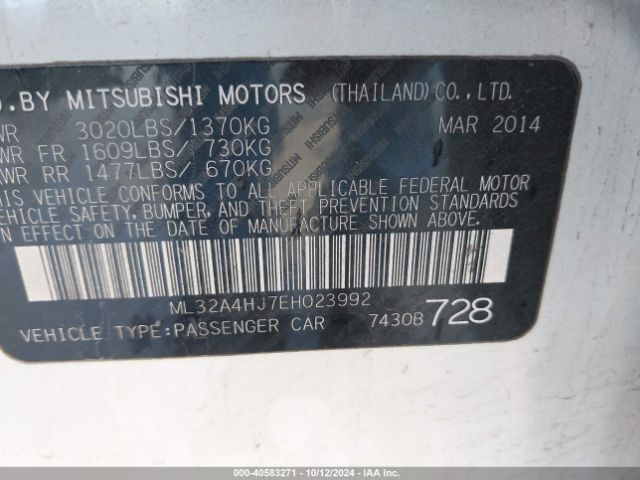 D.BY MITSUBISHI MOTORS (THAILAND)CO.,LTD.
WR 3020LBS/1370KG MAR 2014
WR FR 1609LBS/ 730KG
WR RR 1477LBS/ 670KG
IS VEHICLE CONFORMS TO ALL APPLICABLE FEDERAL MOTOR
EHICLE SAFETY, BUMPER, AND THEFT PREVENTION STANDARDS
N EFFECT ON THE DATE OF MANUFACTURE SHOWN ABOVE.
ML32A4HJ7EH023992
VEHICLE TYPE:PASSENGER CAR 7430B 728
000-40583271 - 10/12/2024 - IAA Inc.